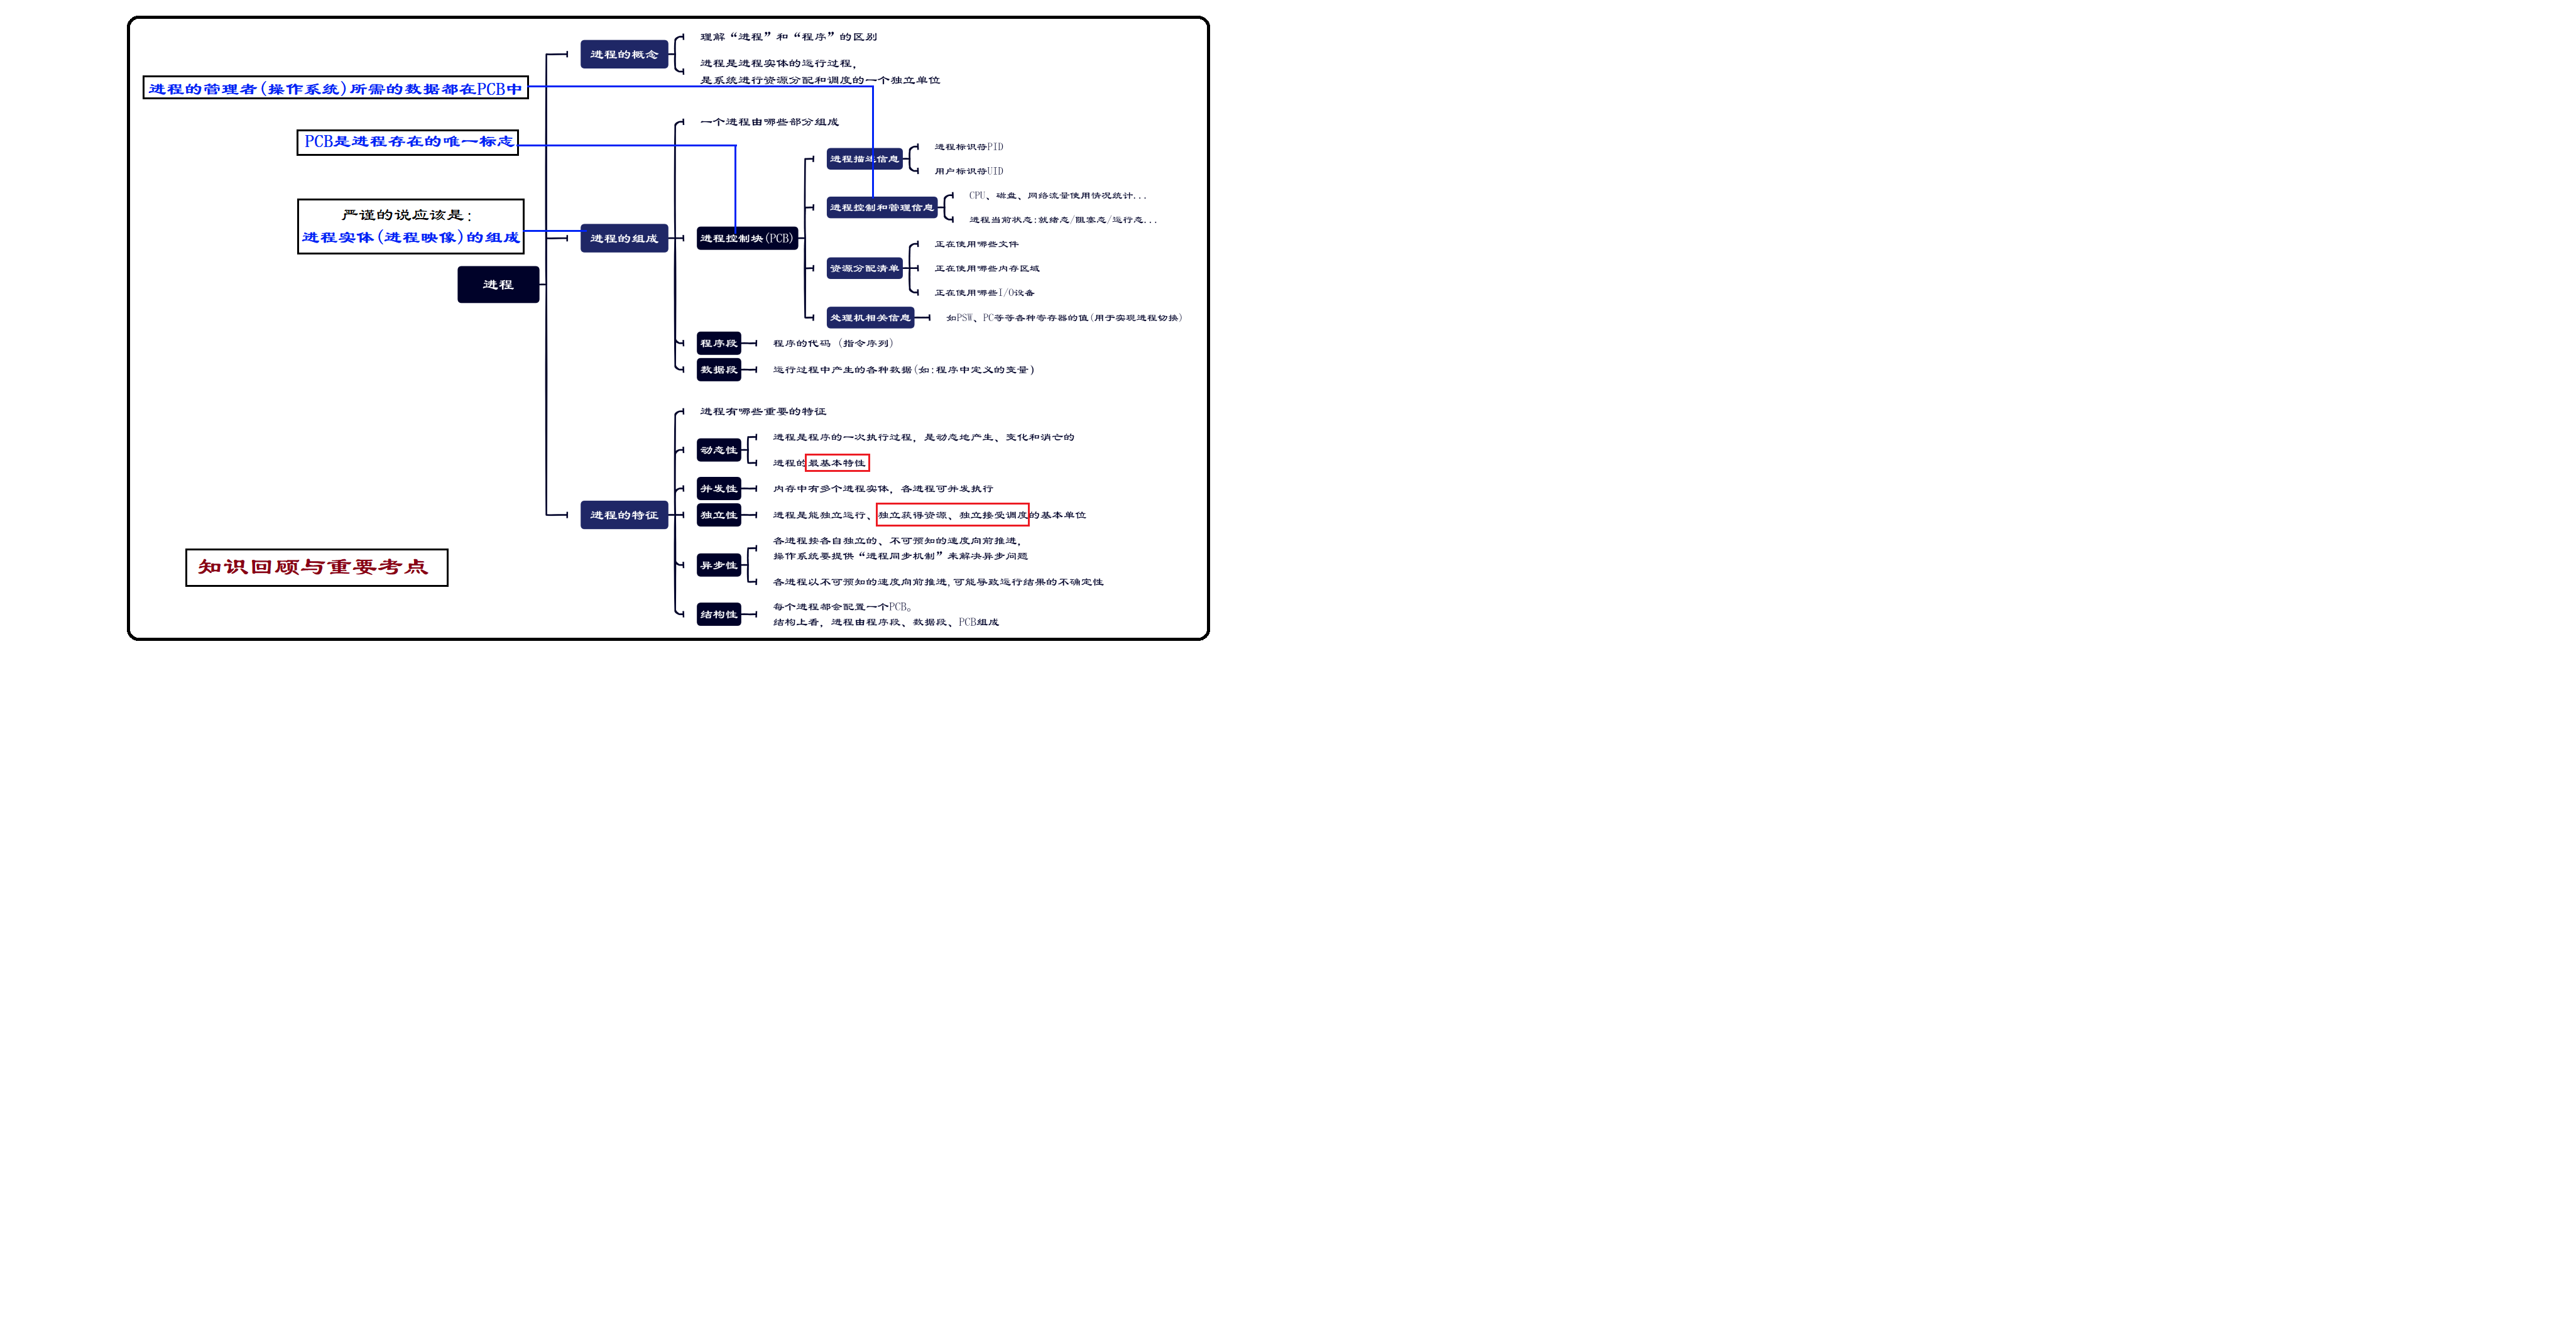 理解“进程”和“程序”的区别
进程的概念
进程是进程实体的运行过程，
是系统进行资源分配和调度的一个独立单位
进程的管理者(操作系统)所需的数据都在PCB中
一个进程由哪些部分组成
PCB是进程存在的唯一标志
进程描述信息
进程标识符PID
用户标识符UID
进程控制和管理信息
CPU、磁盘、网络流量使用情况统计...
进程当前状态:就绪态/阻塞态/运行态...
严谨的说应该是：
进程实体(进程映像)的组成
进程的组成
进程控制块(PCB)
资源分配清单
正在使用哪些文件
正在使用哪些内存区域
正在使用哪些I/O设备
进程
处理机相关信息
如PSW、PC等等各种寄存器的值(用于实现进程切换)
程序段
程序的代码 (指令序列)
数据段
运行过程中产生的各种数据(如:程序中定义的变量)
进程有哪些重要的特征
动态性
进程是程序的一次执行过程，是动态地产生、变化和消亡的
进程的最基本特性
并发性
内存中有多个进程实体，各进程可并发执行
进程的特征
独立性
进程是能独立运行、独立获得资源、独立接受调度的基本单位
异步性
各进程按各自独立的、不可预知的速度向前推进，
操作系统要提供“进程同步机制”来解决异步问题
各进程以不可预知的速度向前推进,可能导致运行结果的不确定性
知识回顾与重要考点
结构性
每个进程都会配置一个PCB。
结构上看，进程由程序段、数据段、PCB组成